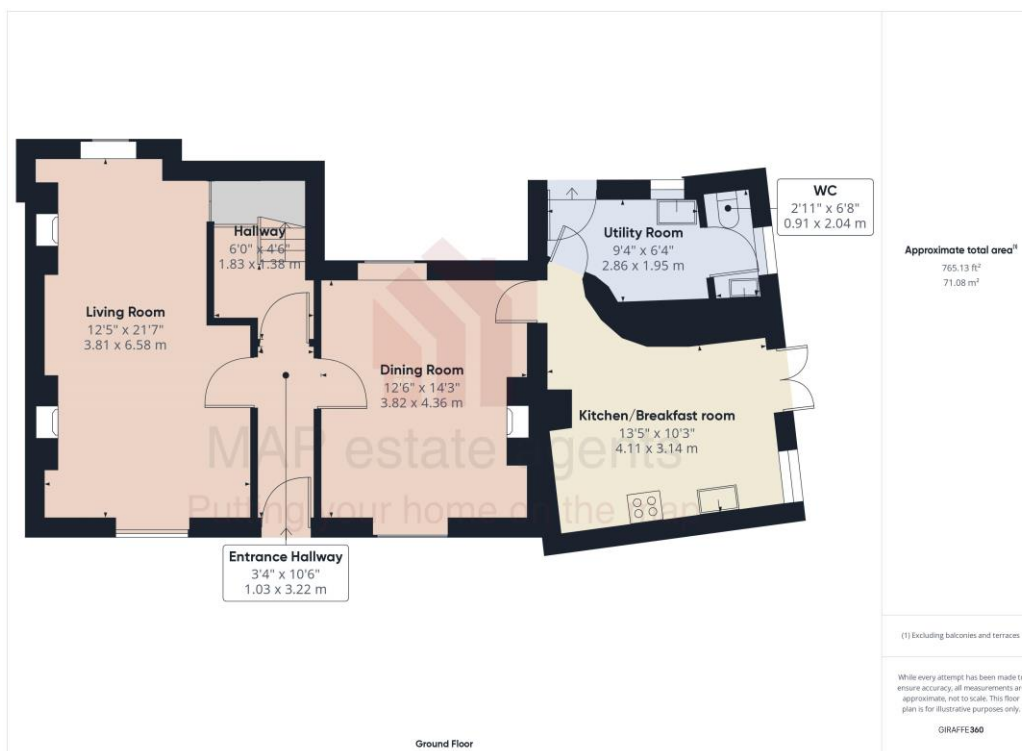 WC
2'11" x 6'8"
0.91 x 2.04 m
Hallway
6'0" x 4'6"
1.83 x 1.38 m
Utility Room
9'4" x 6'4"
2.86 x 1.95 m
Approximate total area⁽¹⁾
765.13 ft²
71.08 m²
Living Room
12'5" x 21'7"
3.81 x 6.58 m
Dining Room
12'6" x 14'3"
3.82 x 4.36 m
Kitchen/Breakfast room
13'5" x 10'3"
4.11 x 3.14 m
MAP estate agents
Putting your home on the map
Entrance Hallway
3'4" x 10'6"
1.03 x 3.22 m
(1) Excluding balconies and terraces
While every attempt has been made to
ensure accuracy, all measurements are
approximate, not to scale. This floor
plan is for illustrative purposes only.
GIRAFFE360
Ground Floor